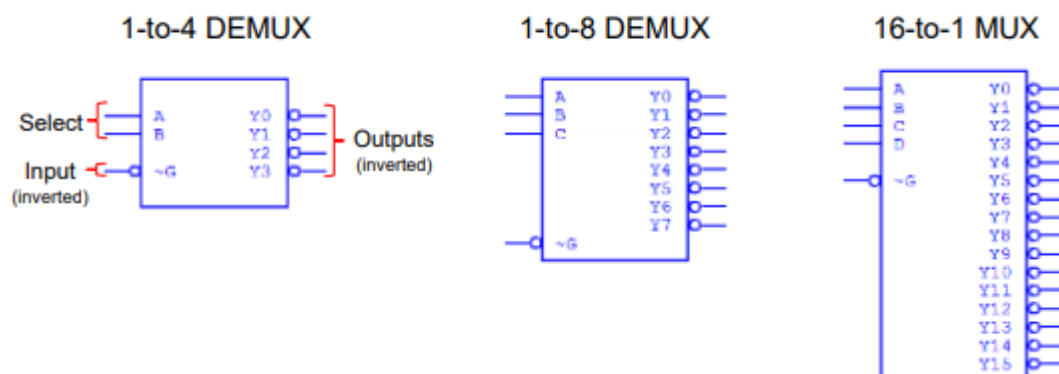 1-to-4 DEMUX
Select
Input
(inverted)
A
B
~G
Y0
Y1
Y2
Y3
Outputs
(inverted)
1-to-8 DEMUX
A
B
C
~G
Y0
Y1
Y2
Y3
Y4
Y5
Y6
Y7
16-to-1 MUX
A
B
C
D
~G
Y0
Y1
Y2
Y3
Y4
Y5
Y6
Y7
Y8
Y9
Y10
Y11
Y12
Y13
Y14
Y15